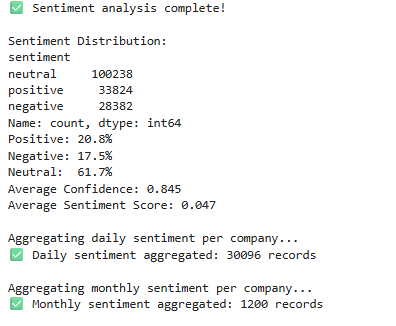 ✅ Sentiment analysis complete!

Sentiment Distribution:
sentiment
neutral     100238
positive     33824
negative     28382
Name: count, dtype: int64
Positive: 20.8%
Negative: 17.5%
Neutral:  61.7%
Average Confidence: 0.845
Average Sentiment Score: 0.047

Aggregating daily sentiment per company...
✅ Daily sentiment aggregated: 30096 records

Aggregating monthly sentiment per company...
✅ Monthly sentiment aggregated: 1200 records